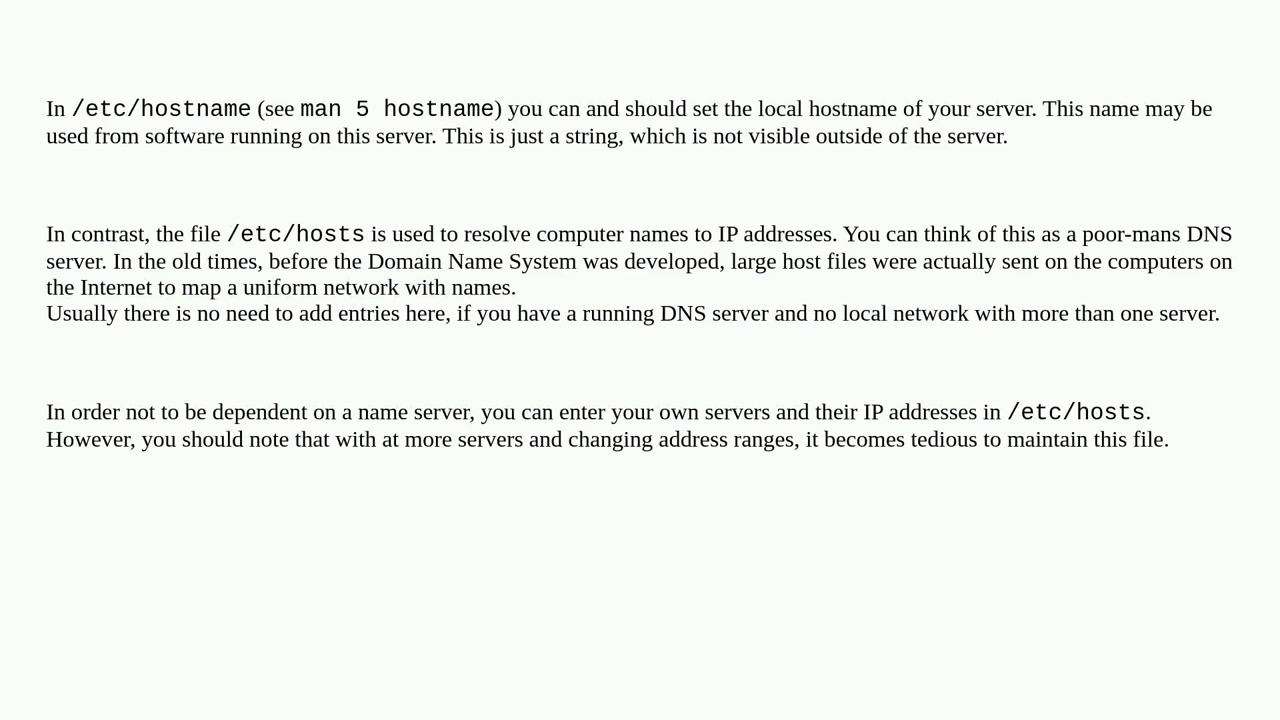 In /etc/hostname (see man 5 hostname) you can and should set the local hostname of your server. This name may be
used from software running on this server. This is just a string, which is not visible outside of the server.
In contrast, the file /etc/hosts is used to resolve computer names to IP addresses. You can think of this as a poor-mans DNS
server. In the old times, before the Domain Name System was developed, large host files were actually sent on the computers on
the Internet to map a uniform network with names.
Usually there is no need to add entries here, if you have a running DNS server and no local network with more than one server.
In order not to be dependent on a name server, you can enter your own servers and their IP addresses in /etc/hosts.
However, you should note that with at more servers and changing address ranges, it becomes tedious to maintain this file.